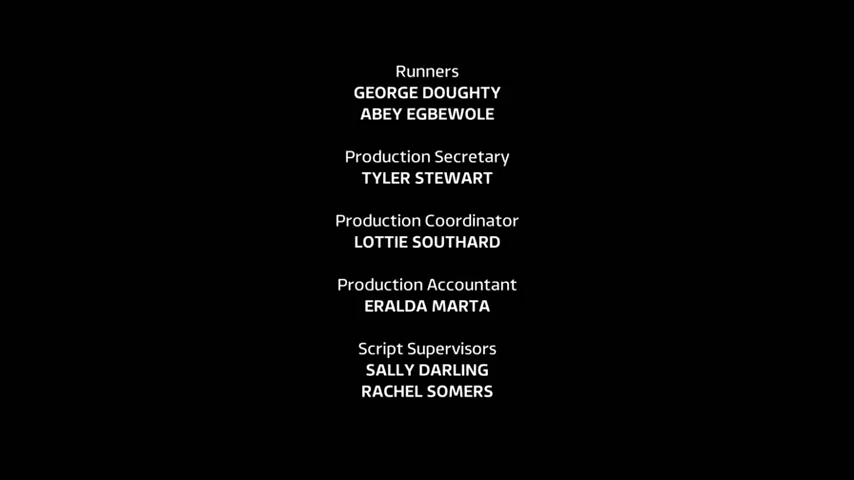 Runners
GEORGE DOUGHTY
ABEY EGBEWOLE
Production Secretary
TYLER STEWART
Production Coordinator
LOTTIE SOUTHARD
Production Accountant
ERALDA MARTA
Script Supervisors
SALLY DARLING
RACHEL SOMERS